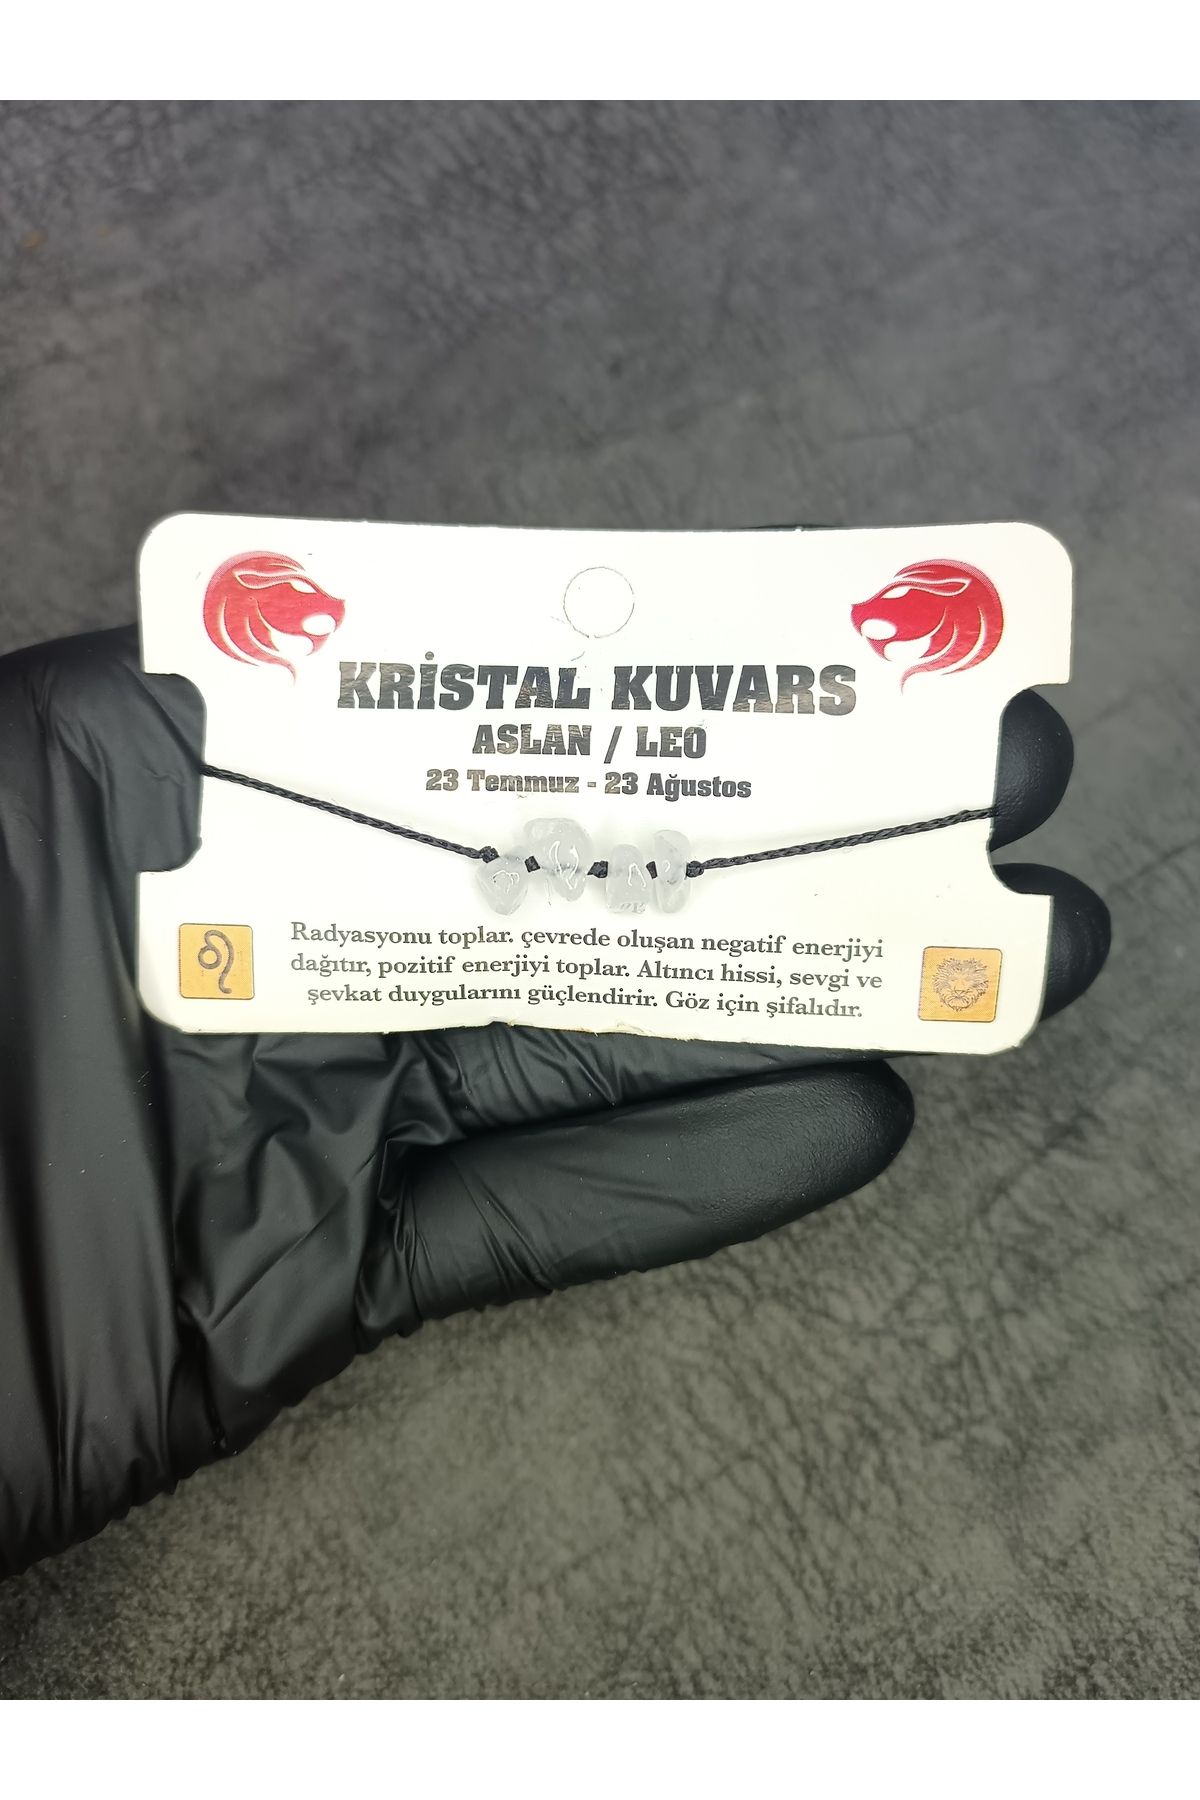 KRİSTAL KUVARS
ASLAN / LEO
23 Temmuz - 23 Ağustos
Radyasyonu toplar. çevrede oluşan negatif enerjiyi
dağıtır, pozitif enerjiyi toplar. Altıncı hissi, sevgi ve
şevkat duygularını güçlendirir. Göz için şifalıdır.